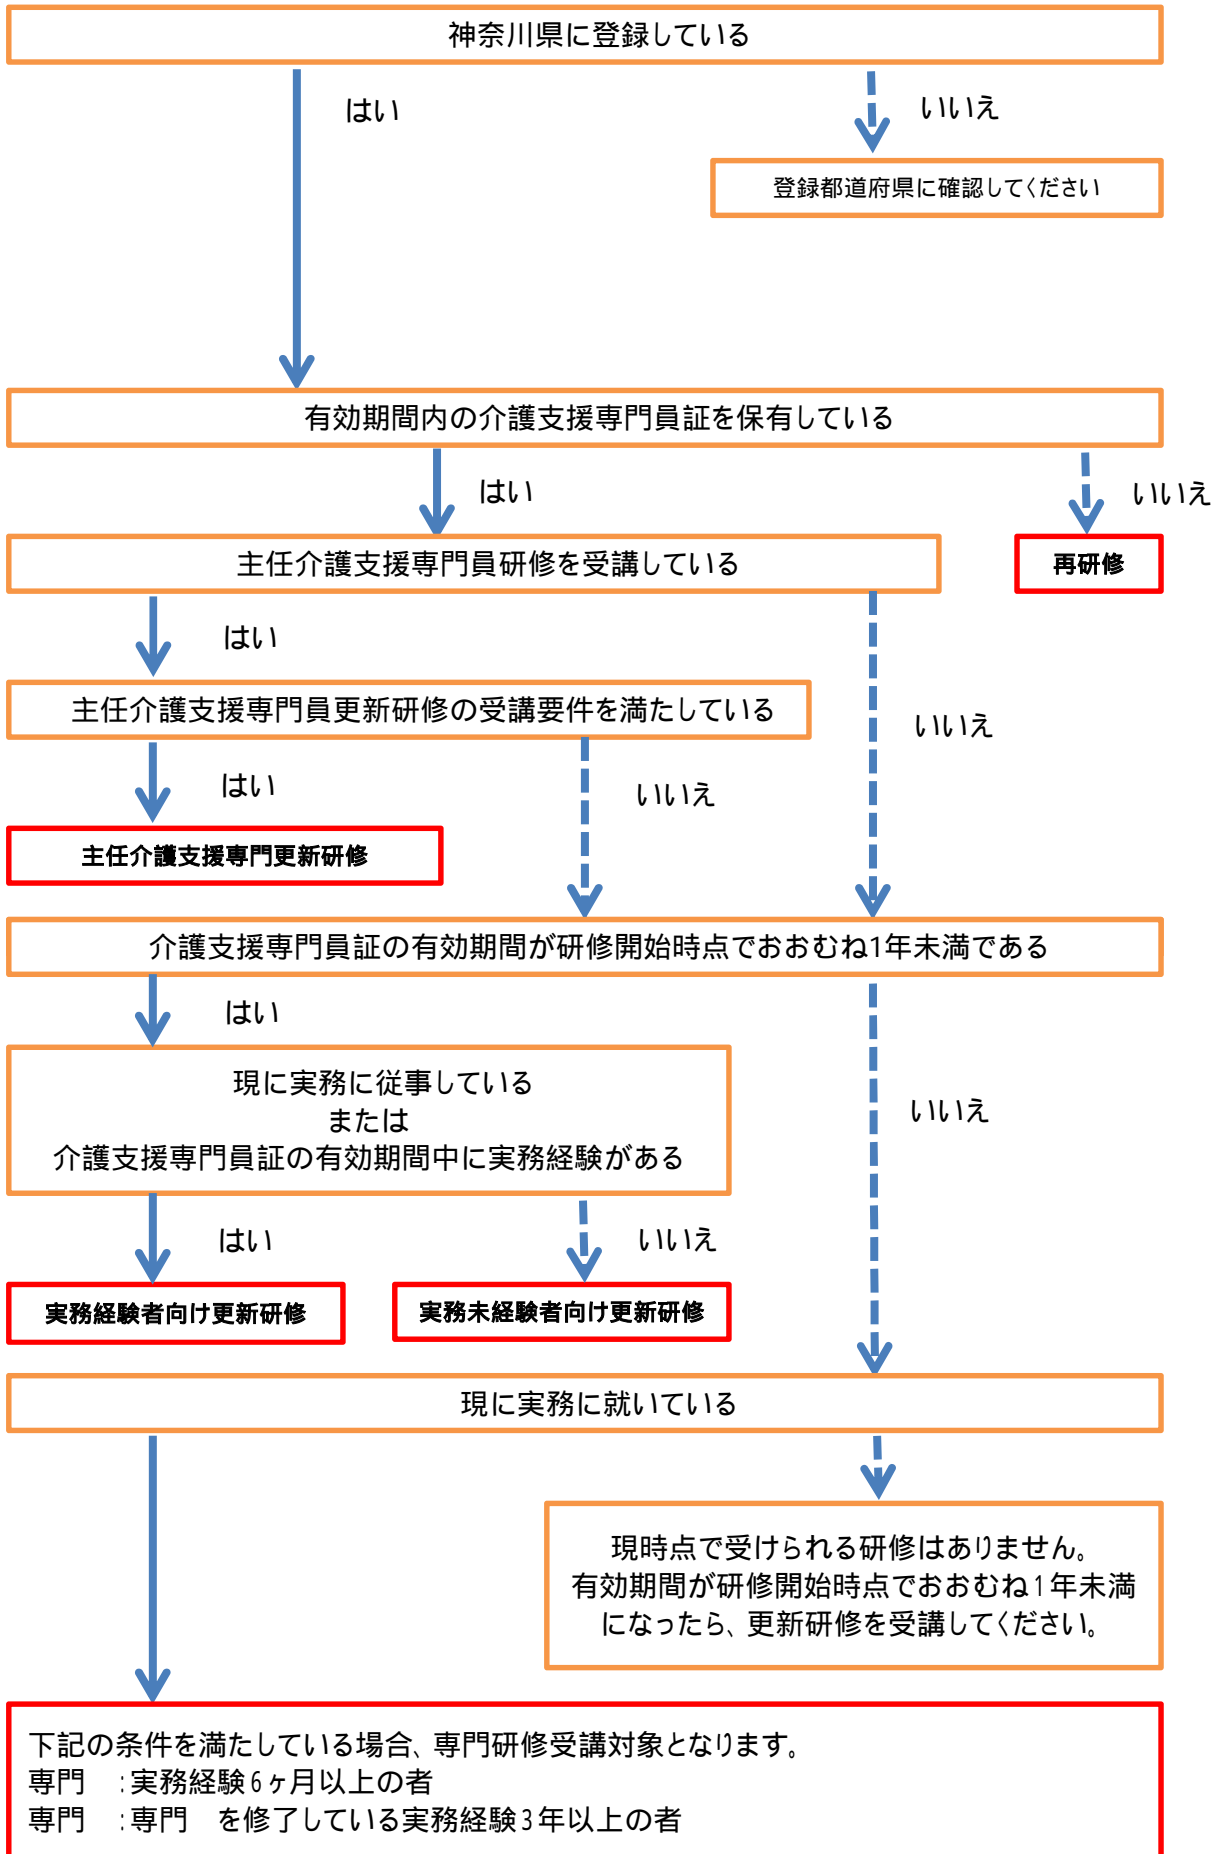 神奈川県に登録している
はい
いいえ
登録都道府県に確認してください
有効期間内の介護支援専門員証を保有している
はい
いいえ
主任介護支援専門員研修を受講している
再研修
はい
いいえ
主任介護支援専門員更新研修の受講要件を満たしている
はい
いいえ
主任介護支援専門更新研修
介護支援専門員証の有効期間が研修開始時点でおおむね1年未満である
はい
いいえ
現に実務に従事している
または
介護支援専門員証の有効期間中に実務経験がある
はい
いいえ
実務経験者向け更新研修
実務未経験者向け更新研修
現に実務に就いている
現時点で受けられる研修はありません。
有効期間が研修開始時点でおおむね1年未満
になったら、更新研修を受講してください。
下記の条件を満たしている場合、専門研修受講対象となります。
専門　:実務経験6ヶ月以上の者
専門　:専門　を修了している実務経験3年以上の者